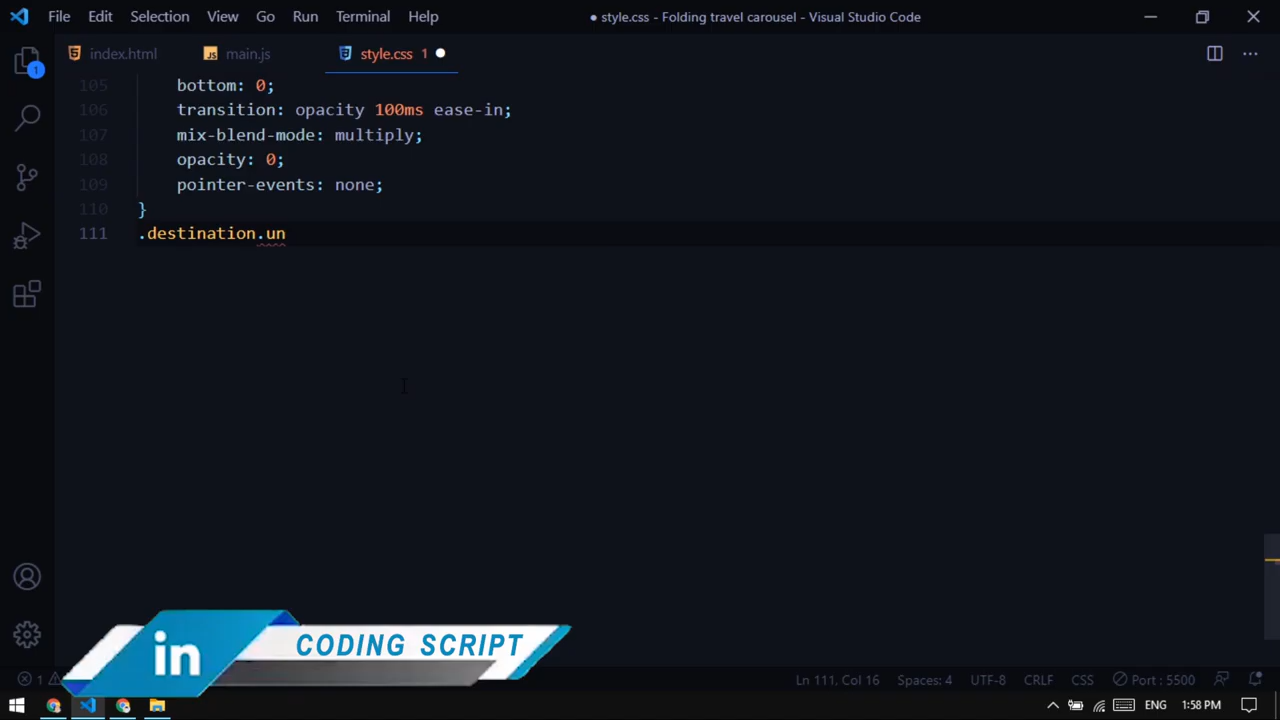 File Edit Selection View Go Run Terminal Help
● style.css - Folding travel carousel - Visual Studio Code
index.html
JS main.js
style.css 1
1
105 bottom: 0;
106 transition: opacity 100ms ease-in;
107 mix-blend-mode: multiply;
108 opacity: 0;
109 pointer-events: none;
110 }
111 .destination.un
in CODING SCRIPT
1
Ln 111, Col 16 Spaces: 4 UTF-8 CRLF CSS Port : 5500
ENG 1:58 PM